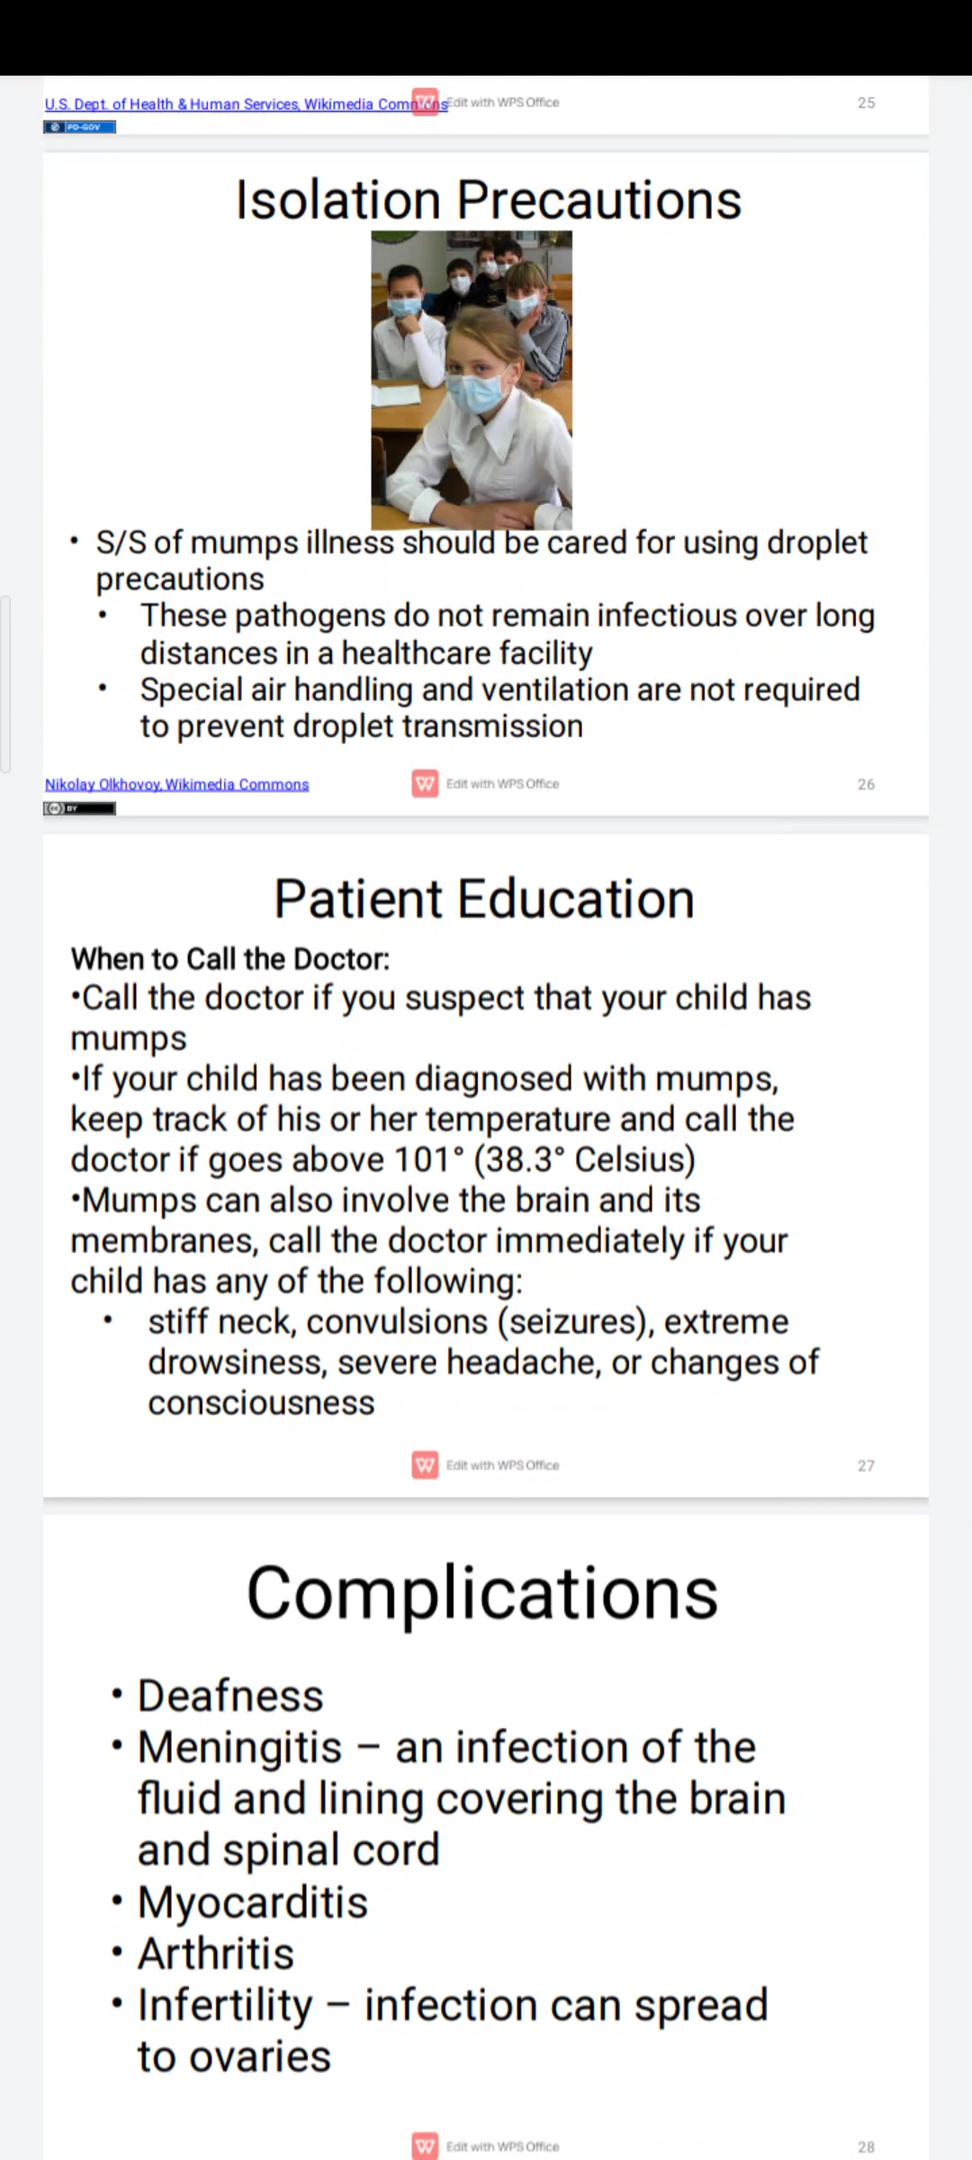 U.S. Dept. of Health & Human Services, Wikimedia Commons
Edit with WPS Office
25
PD-GOV
Isolation Precautions
• S/S of mumps illness should be cared for using droplet
precautions
• These pathogens do not remain infectious over long
distances in a healthcare facility
• Special air handling and ventilation are not required
to prevent droplet transmission
Nikolay Olkhovoy, Wikimedia Commons
Edit with WPS Office
26
cc BY
Patient Education
When to Call the Doctor:
•Call the doctor if you suspect that your child has
mumps
•If your child has been diagnosed with mumps,
keep track of his or her temperature and call the
doctor if goes above 101° (38.3° Celsius)
•Mumps can also involve the brain and its
membranes, call the doctor immediately if your
child has any of the following:
• stiff neck, convulsions (seizures), extreme
drowsiness, severe headache, or changes of
consciousness
Edit with WPS Office
27
Complications
• Deafness
• Meningitis – an infection of the
fluid and lining covering the brain
and spinal cord
• Myocarditis
• Arthritis
• Infertility – infection can spread
to ovaries
Edit with WPS Office
28